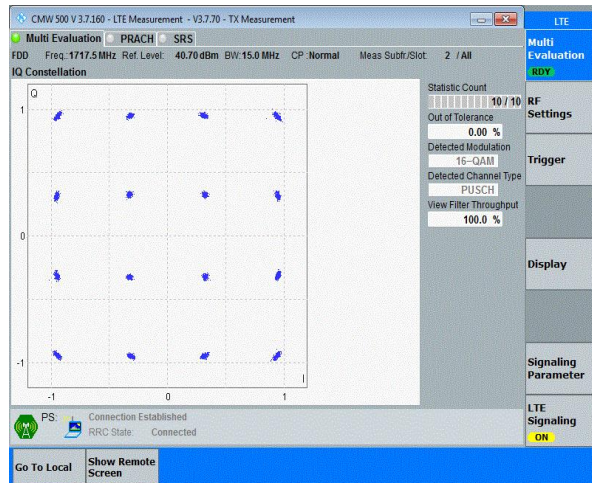 CMW 500 V 3.7.160 - LTE Measurement - V3.7.70 - TX Measurement
LTE
Multi Evaluation PRACH SRS
FDD Freq.:1717.5 MHz Ref. Level: 40.70 dBm BW:15.0 MHz CP :Normal Meas Subfr./Slot: 2 / All
IQ Constellation
Q
1
0
-1
I
-1 0 1
Statistic Count
10 / 10
Out of Tolerance
0.00 %
Detected Modulation
16-QAM
Detected Channel Type
PUSCH
View Filter Throughput
100.0 %
Multi
Evaluation
RDY
RF
Settings
Trigger
Display
Signaling
Parameter
LTE
Signaling
ON
PS: Connection Established
RRC State: Connected
Go To Local
Show Remote
Screen